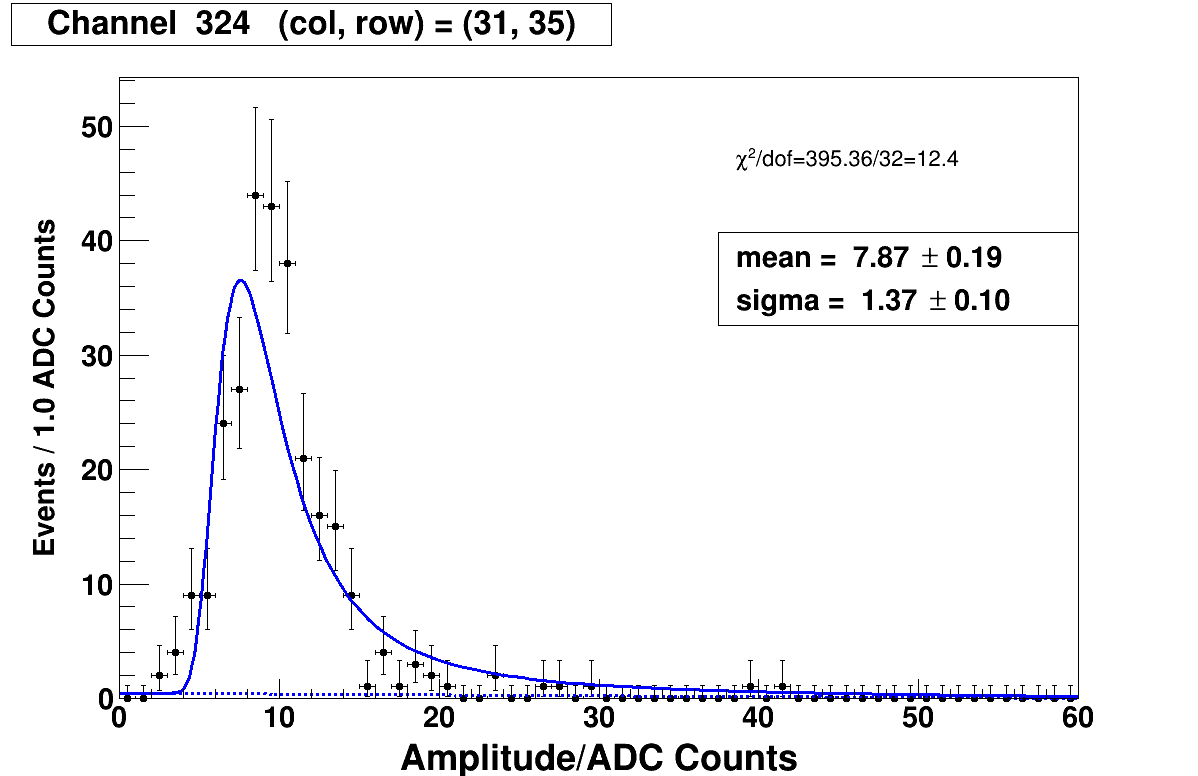 Channel  324   (col, row) = (31, 35)
χ²/dof=395.36/32=12.4
mean =  7.87 ± 0.19
sigma =  1.37 ± 0.10
Events / 1.0 ADC Counts
50
40
30
20
10
0
0 10 20 30 40 50 60
Amplitude/ADC Counts